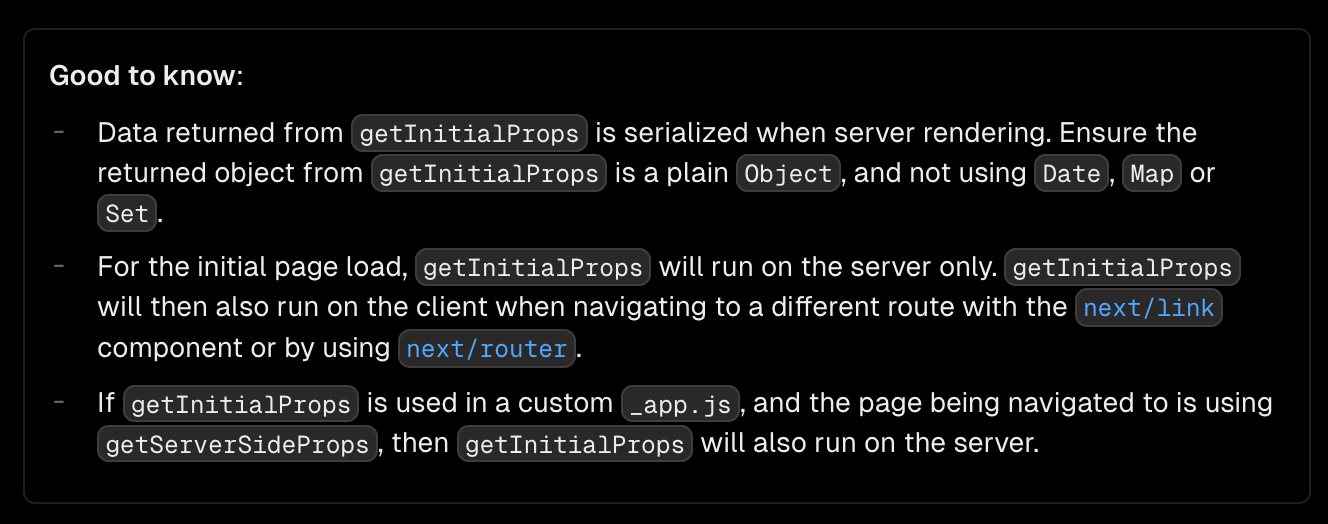 Good to know:
- Data returned from getInitialProps is serialized when server rendering. Ensure the
returned object from getInitialProps is a plain Object, and not using Date, Map or
Set.
- For the initial page load, getInitialProps will run on the server only. getInitialProps
will then also run on the client when navigating to a different route with the next/link
component or by using next/router.
- If getInitialProps is used in a custom _app.js, and the page being navigated to is using
getServerSideProps, then getInitialProps will also run on the server.